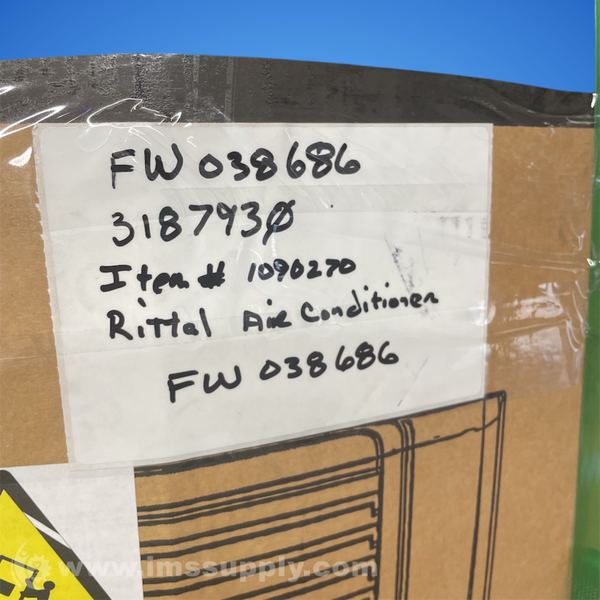 FW 038686
318793Ø
Item # 1090270
Rittal Air Conditioner
FW 038686
www.imssupply.com